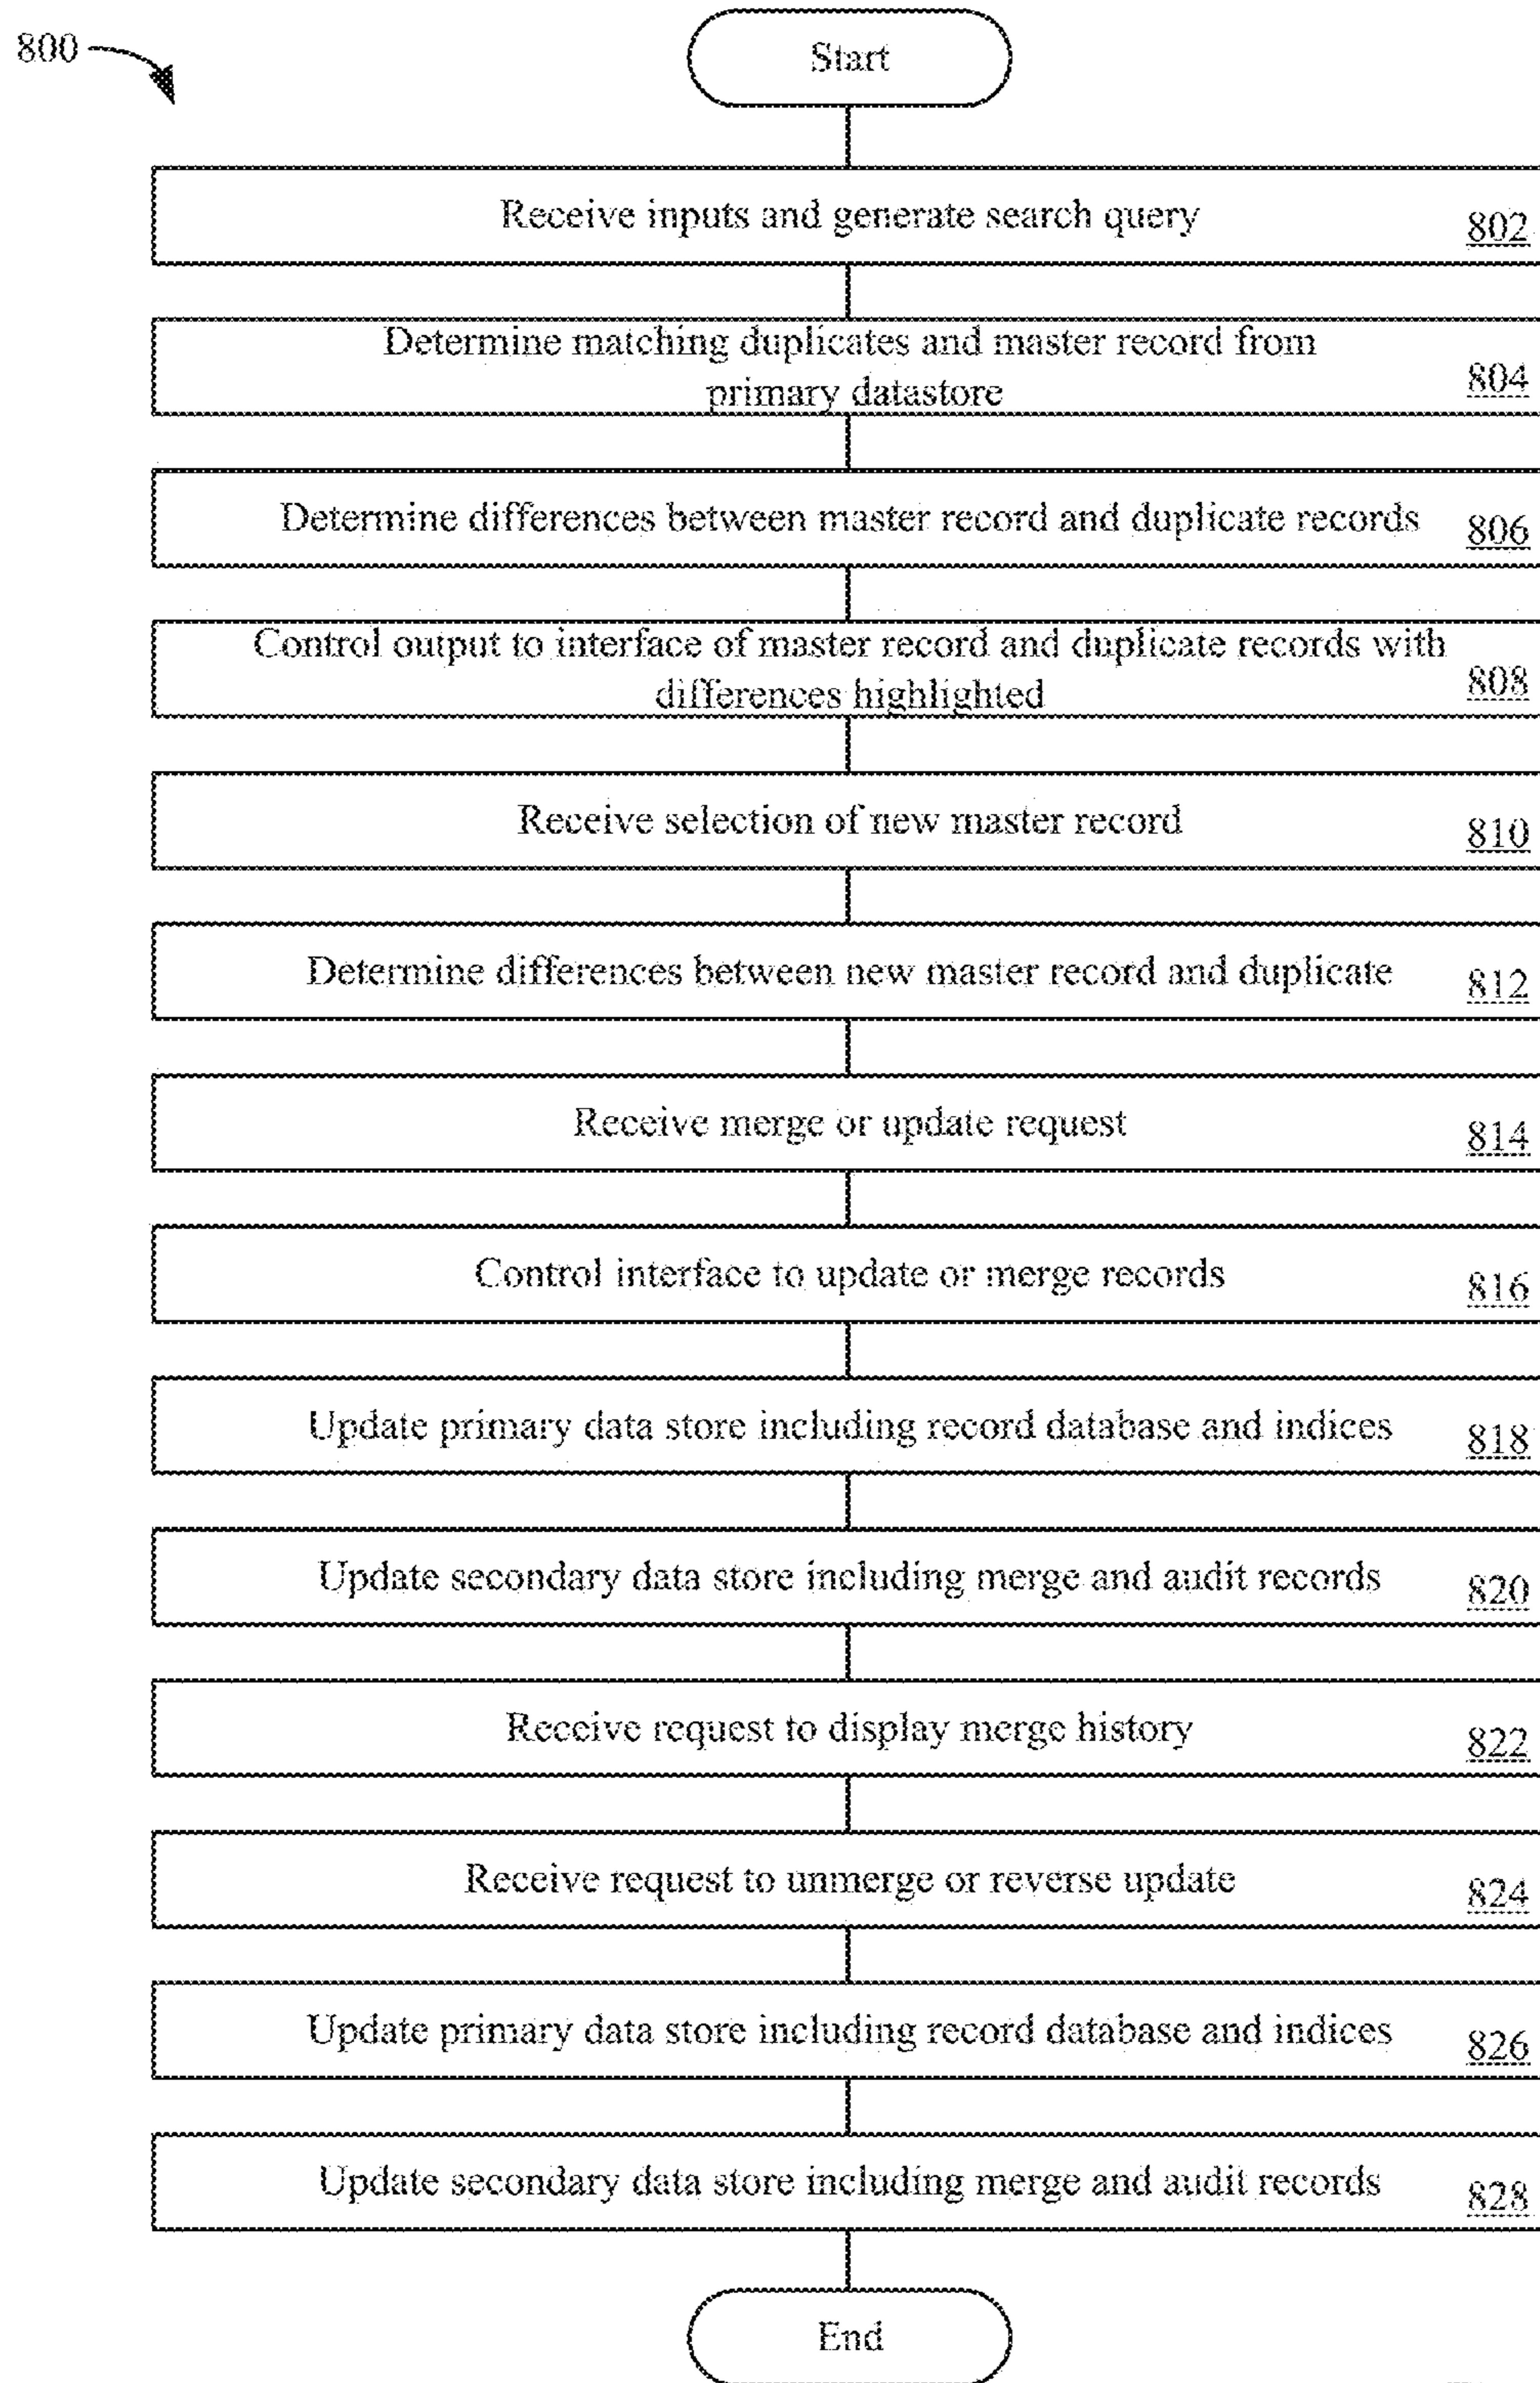 800
Start
Receive inputs and generate search query
802
Determine matching duplicates and master record from
primary datastore
804
Determine differences between master record and duplicate records
806
Control output to interface of master record and duplicate records with
differences highlighted
808
Receive selection of new master record
810
Determine differences between new master record and duplicate
812
Receive merge or update request
814
Control interface to update or merge records
816
Update primary data store including record database and indices
818
Update secondary data store including merge and audit records
820
Receive request to display merge history
822
Receive request to unmerge or reverse update
824
Update primary data store including record database and indices
826
Update secondary data store including merge and audit records
828
End